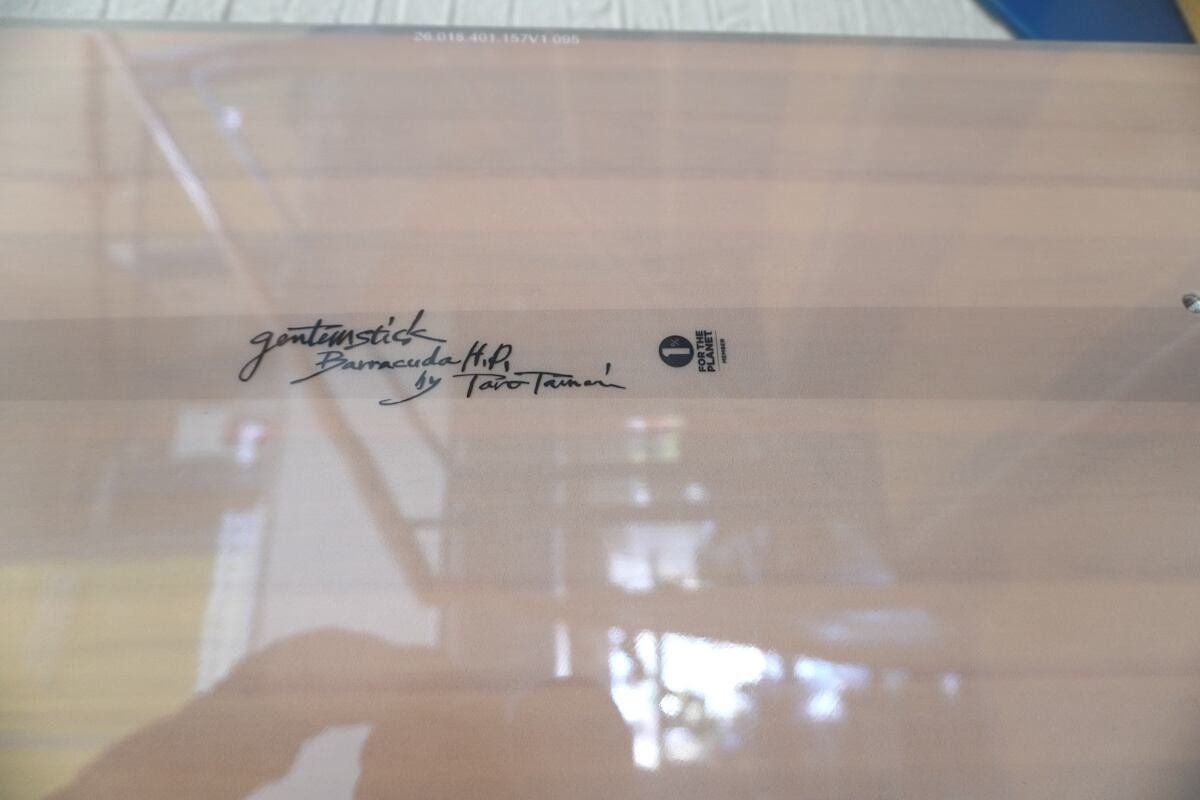 26.018.401.157V1 095
gentemstick
Barracuda H.P.
by Taro Tamai
1%
FOR THE
PLANET
MEMBER